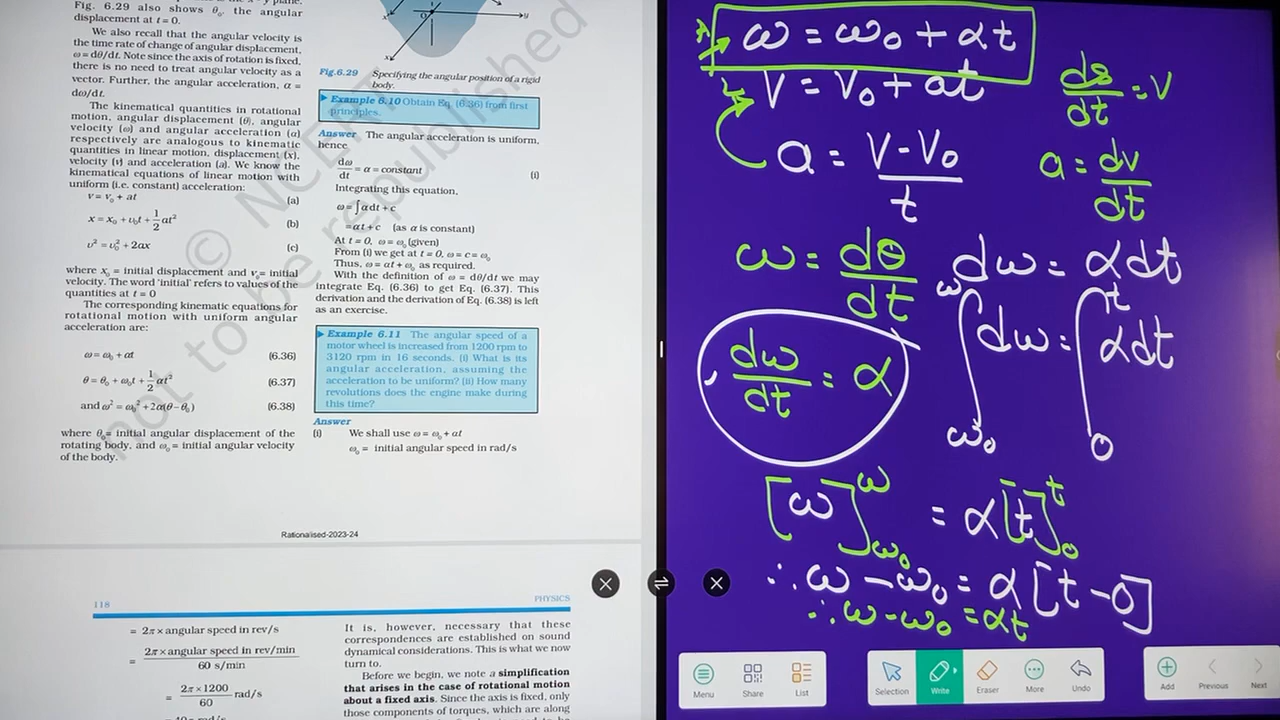 Fig. 6.29 also shows θ₀, the angular
displacement at t = 0.
We also recall that the angular velocity is
the time rate of change of angular displacement,
ω = dθ/dt. Note since the axis of rotation is fixed,
there is no need to treat angular velocity as a
vector. Further, the angular acceleration, α =
dω/dt.
The kinematical quantities in rotational
motion, angular displacement (θ), angular
velocity (ω) and angular acceleration (α)
respectively are analogous to kinematic
quantities in linear motion, displacement (x),
velocity (v) and acceleration (a). We know the
kinematical equations of linear motion with
uniform (i.e. constant) acceleration:
v = v₀ + at (a)
x = x₀ + υ₀t + 1/2 at² (b)
υ² = υ₀² + 2ax (c)
where x₀ = initial displacement and v₀ = initial
velocity. The word 'initial' refers to values of the
quantities at t = 0
The corresponding kinematic equations for
rotational motion with uniform angular
acceleration are:
ω = ω₀ + αt (6.36)
θ = θ₀ + ω₀t + 1/2 αt² (6.37)
and ω² = ω₀² + 2α(θ – θ₀) (6.38)
where θ₀ = initial angular displacement of the
rotating body, and ω₀ = initial angular velocity
of the body.
O
y
x
Fig.6.29 Specifying the angular position of a rigid
body.
Example 6.10 Obtain Eq. (6.36) from first
principles.
Answer The angular acceleration is uniform,
hence
dω/dt = α = constant (i)
Integrating this equation,
ω = ∫ α dt + c
= αt + c (as α is constant)
At t = 0, ω = ω₀ (given)
From (i) we get at t = 0, ω = c = ω₀
Thus, ω = αt + ω₀ as required.
With the definition of ω = dθ/dt we may
integrate Eq. (6.36) to get Eq. (6.37). This
derivation and the derivation of Eq. (6.38) is left
as an exercise.
Example 6.11 The angular speed of a
motor wheel is increased from 1200 rpm to
3120 rpm in 16 seconds. (i) What is its
angular acceleration, assuming the
acceleration to be uniform? (ii) How many
revolutions does the engine make during
this time?
Answer
(i) We shall use ω = ω₀ + αt
ω₀ = initial angular speed in rad/s
© NCERT
not to be republished
Rationalised-2023-24
118 PHYSICS
= 2π × angular speed in rev/s
= 2π × angular speed in rev/min / 60 s/min
= 2π × 1200 / 60 rad/s
It is, however, necessary that these
correspondences are established on sound
dynamical considerations. This is what we now
turn to.
Before we begin, we note a simplification
that arises in the case of rotational motion
about a fixed axis. Since the axis is fixed, only
those components of torques, which are along
ω = ω₀ + αt
V = V₀ + at
a = V - V₀ / t
dt = V
a = dv/dt
ω = dθ/dt
dω = αdt
dω/dt = α
∫ω₀^ω dω = ∫0^t αdt
[ω]ω₀^ω = α[t]0^t
∴ ω - ω₀ = α[t - 0]
∴ ω - ω₀ = αt
Menu Share List Selection Write Eraser More Undo Add Previous Next